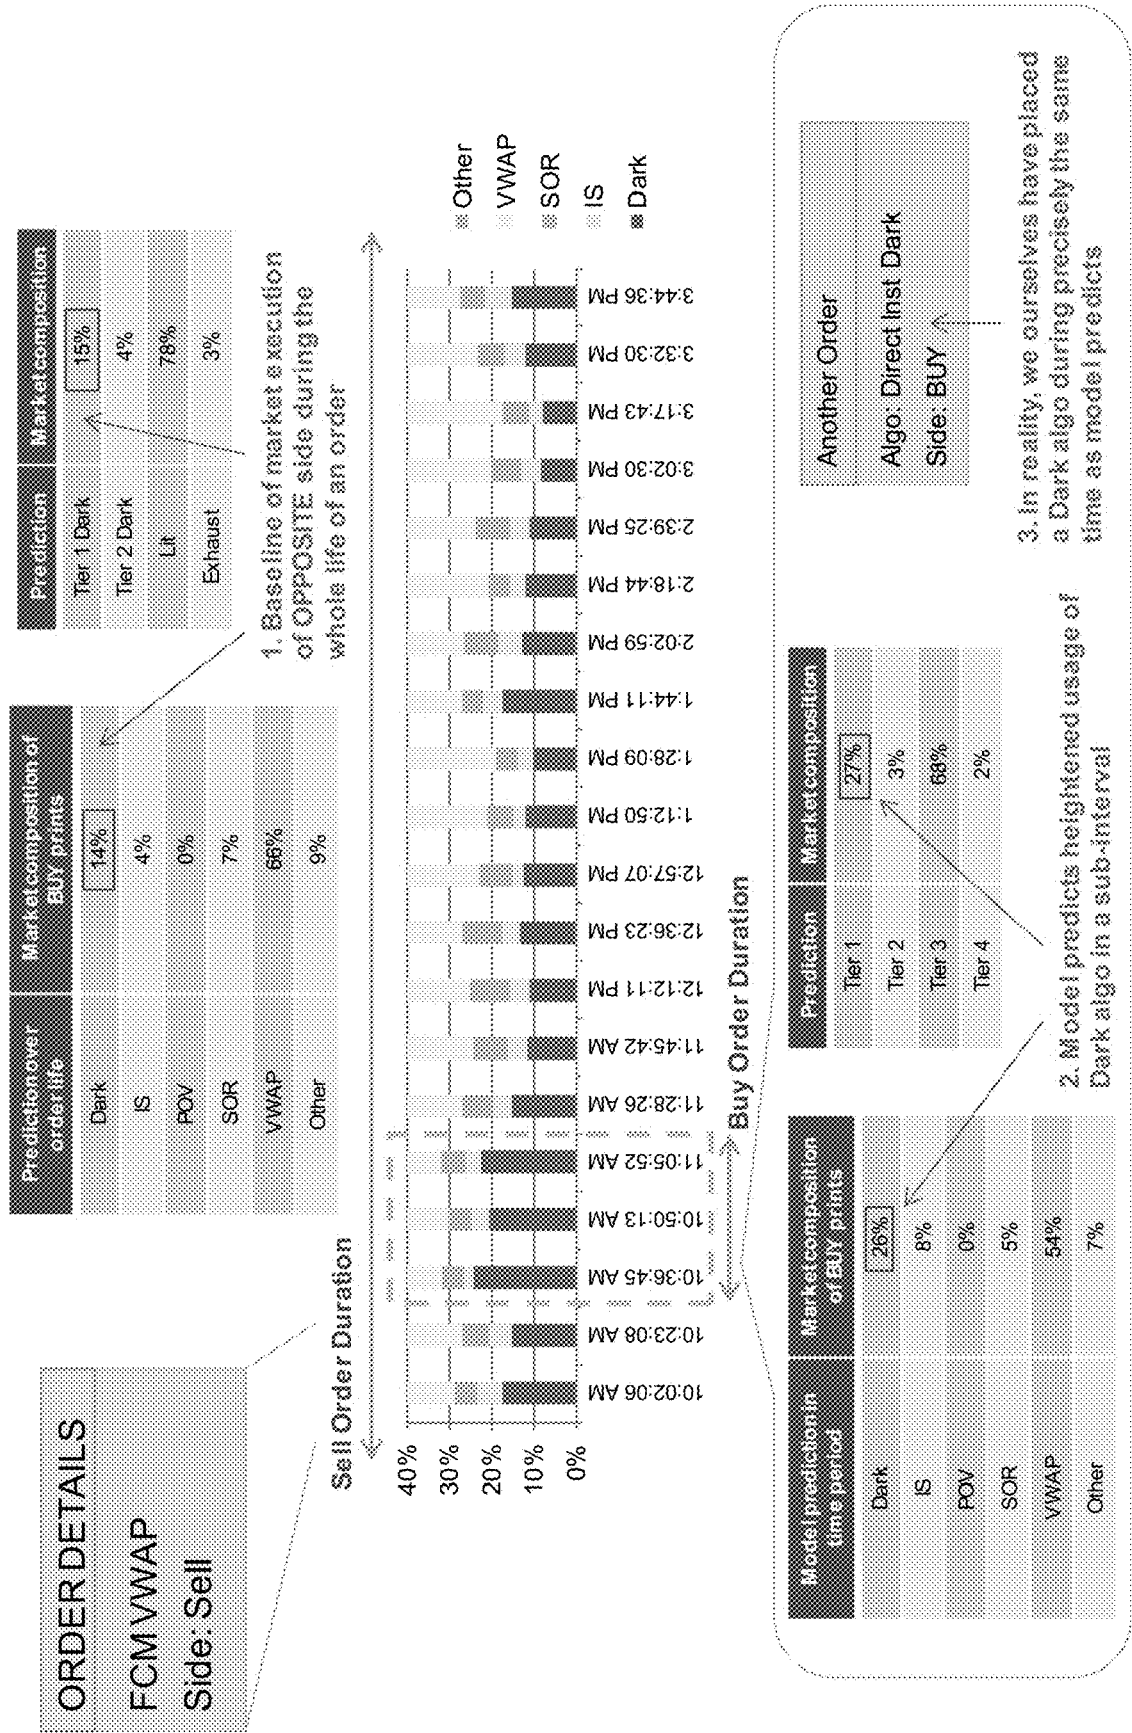 ORDER DETAILS
FCM VWAP
Side: Sell
Prediction over
order life
Market composition of
BUY prints
Dark
14%
IS
4%
POV
0%
SOR
7%
VWAP
66%
Other
9%
Prediction
Market composition
Tier 1 Dark
15%
Tier 2 Dark
4%
Lit
78%
Exhaust
3%
1. Baseline of market execution
of OPPOSITE side during the
whole life of an order
Sell Order Duration
40%
30%
20%
10%
0%
10:02:06 AM
10:23:08 AM
10:36:45 AM
10:50:13 AM
11:05:52 AM
11:28:26 AM
11:45:42 AM
12:12:11 PM
12:36:23 PM
12:57:07 PM
1:12:50 PM
1:28:09 PM
1:44:11 PM
2:02:59 PM
2:18:44 PM
2:39:25 PM
3:02:30 PM
3:17:43 PM
3:32:30 PM
3:44:36 PM
Other
VWAP
SOR
IS
Dark
Buy Order Duration
Model prediction in
time period
Market composition
of BUY prints
Dark
26%
IS
8%
POV
0%
SOR
5%
VWAP
54%
Other
7%
Prediction
Market composition
Tier 1
27%
Tier 2
3%
Tier 3
68%
Tier 4
2%
2. Model predicts heightened usage of
Dark algo in a sub-interval
Another Order
Algo: Direct Inst Dark
Side: BUY
3. In reality, we ourselves have placed
a Dark algo during precisely the same
time as model predicts